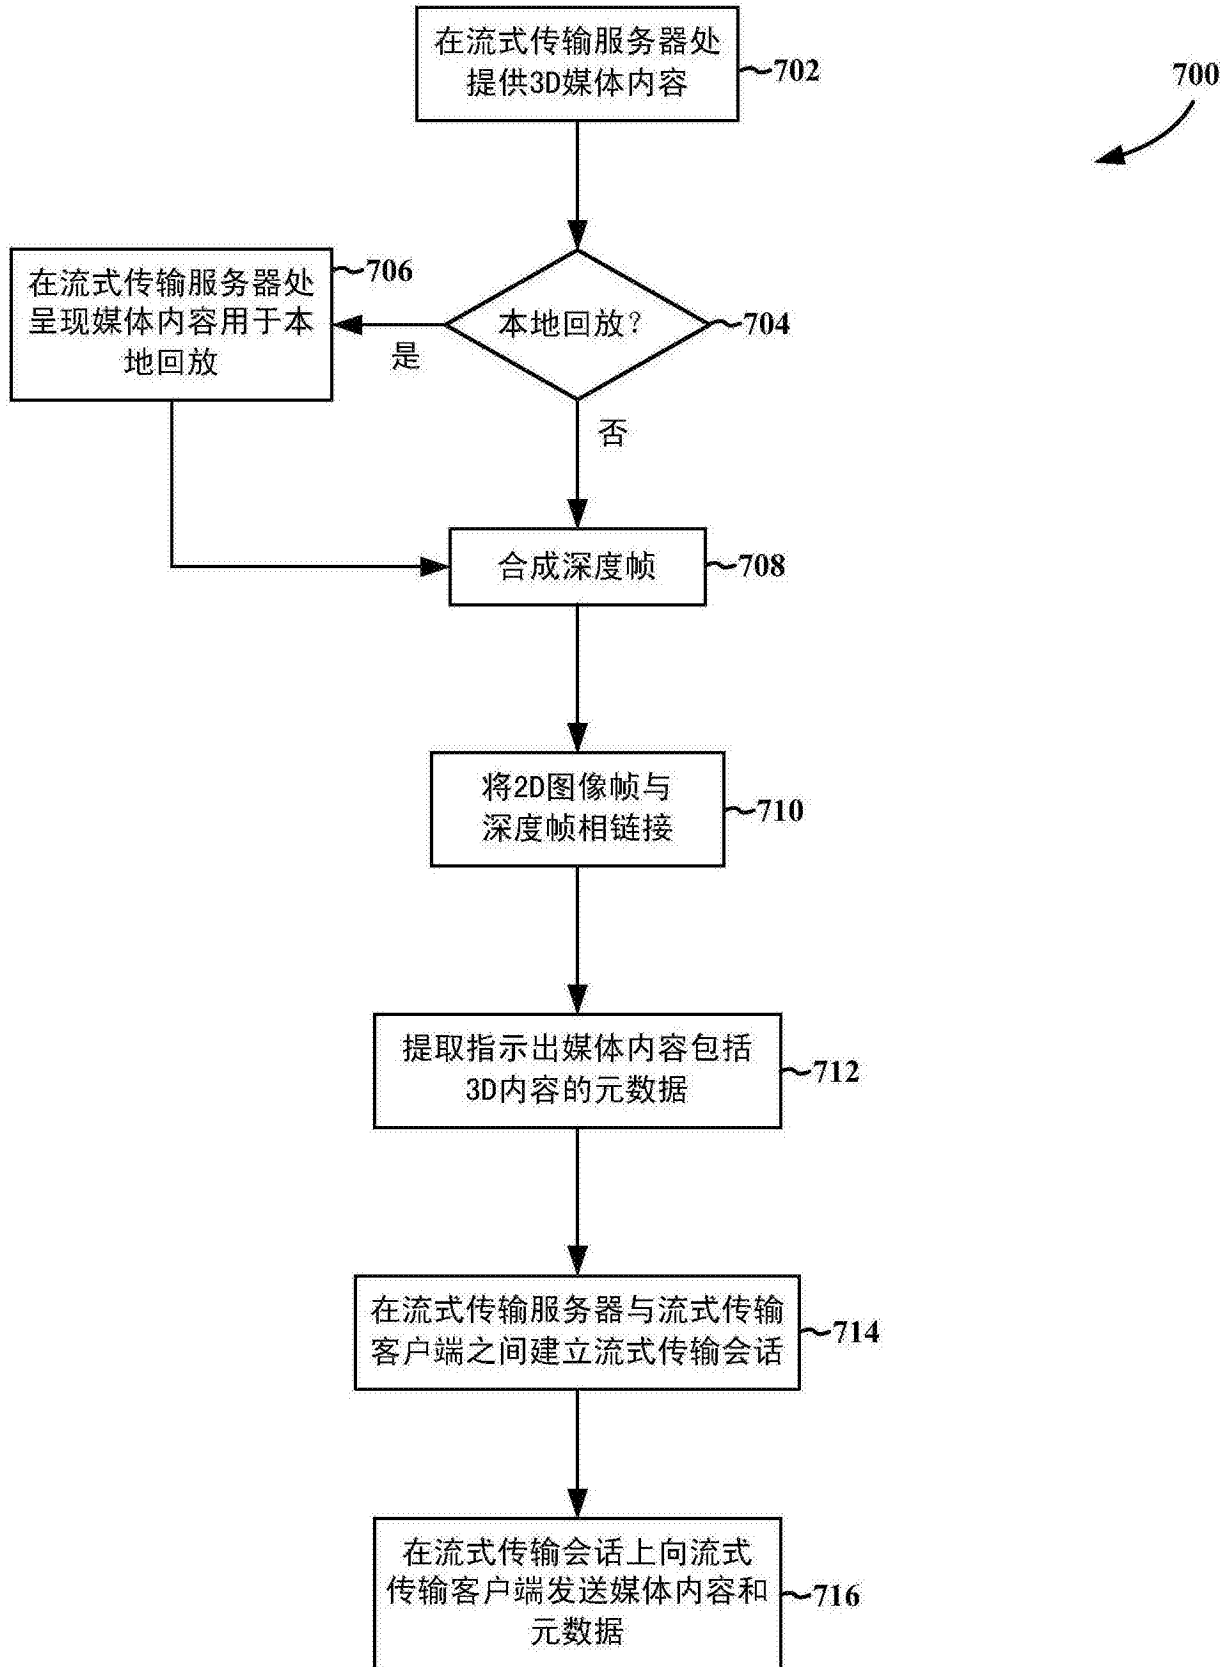 在流式传输服务器处
提供3D媒体内容
702
700
在流式传输服务器处
呈现媒体内容用于本
地回放
706
本地回放?
704
是
否
合成深度帧
708
将2D图像帧与
深度帧相链接
710
提取指示出媒体内容包括
3D内容的元数据
712
在流式传输服务器与流式传输
客户端之间建立流式传输会话
714
在流式传输会话上向流式
传输客户端发送媒体内容和
元数据
716